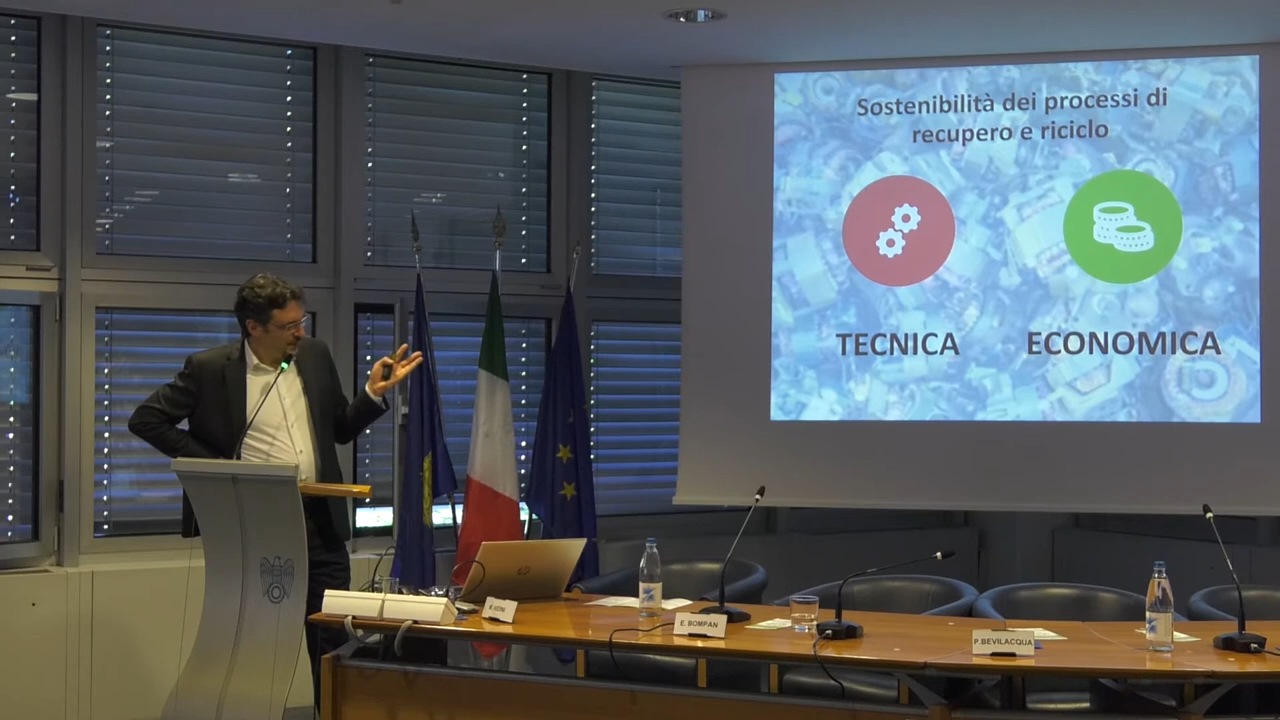 Sostenibilità dei processi di
recupero e riciclo
TECNICA
ECONOMICA
E. BOMPAN
P. BEVILACQUA